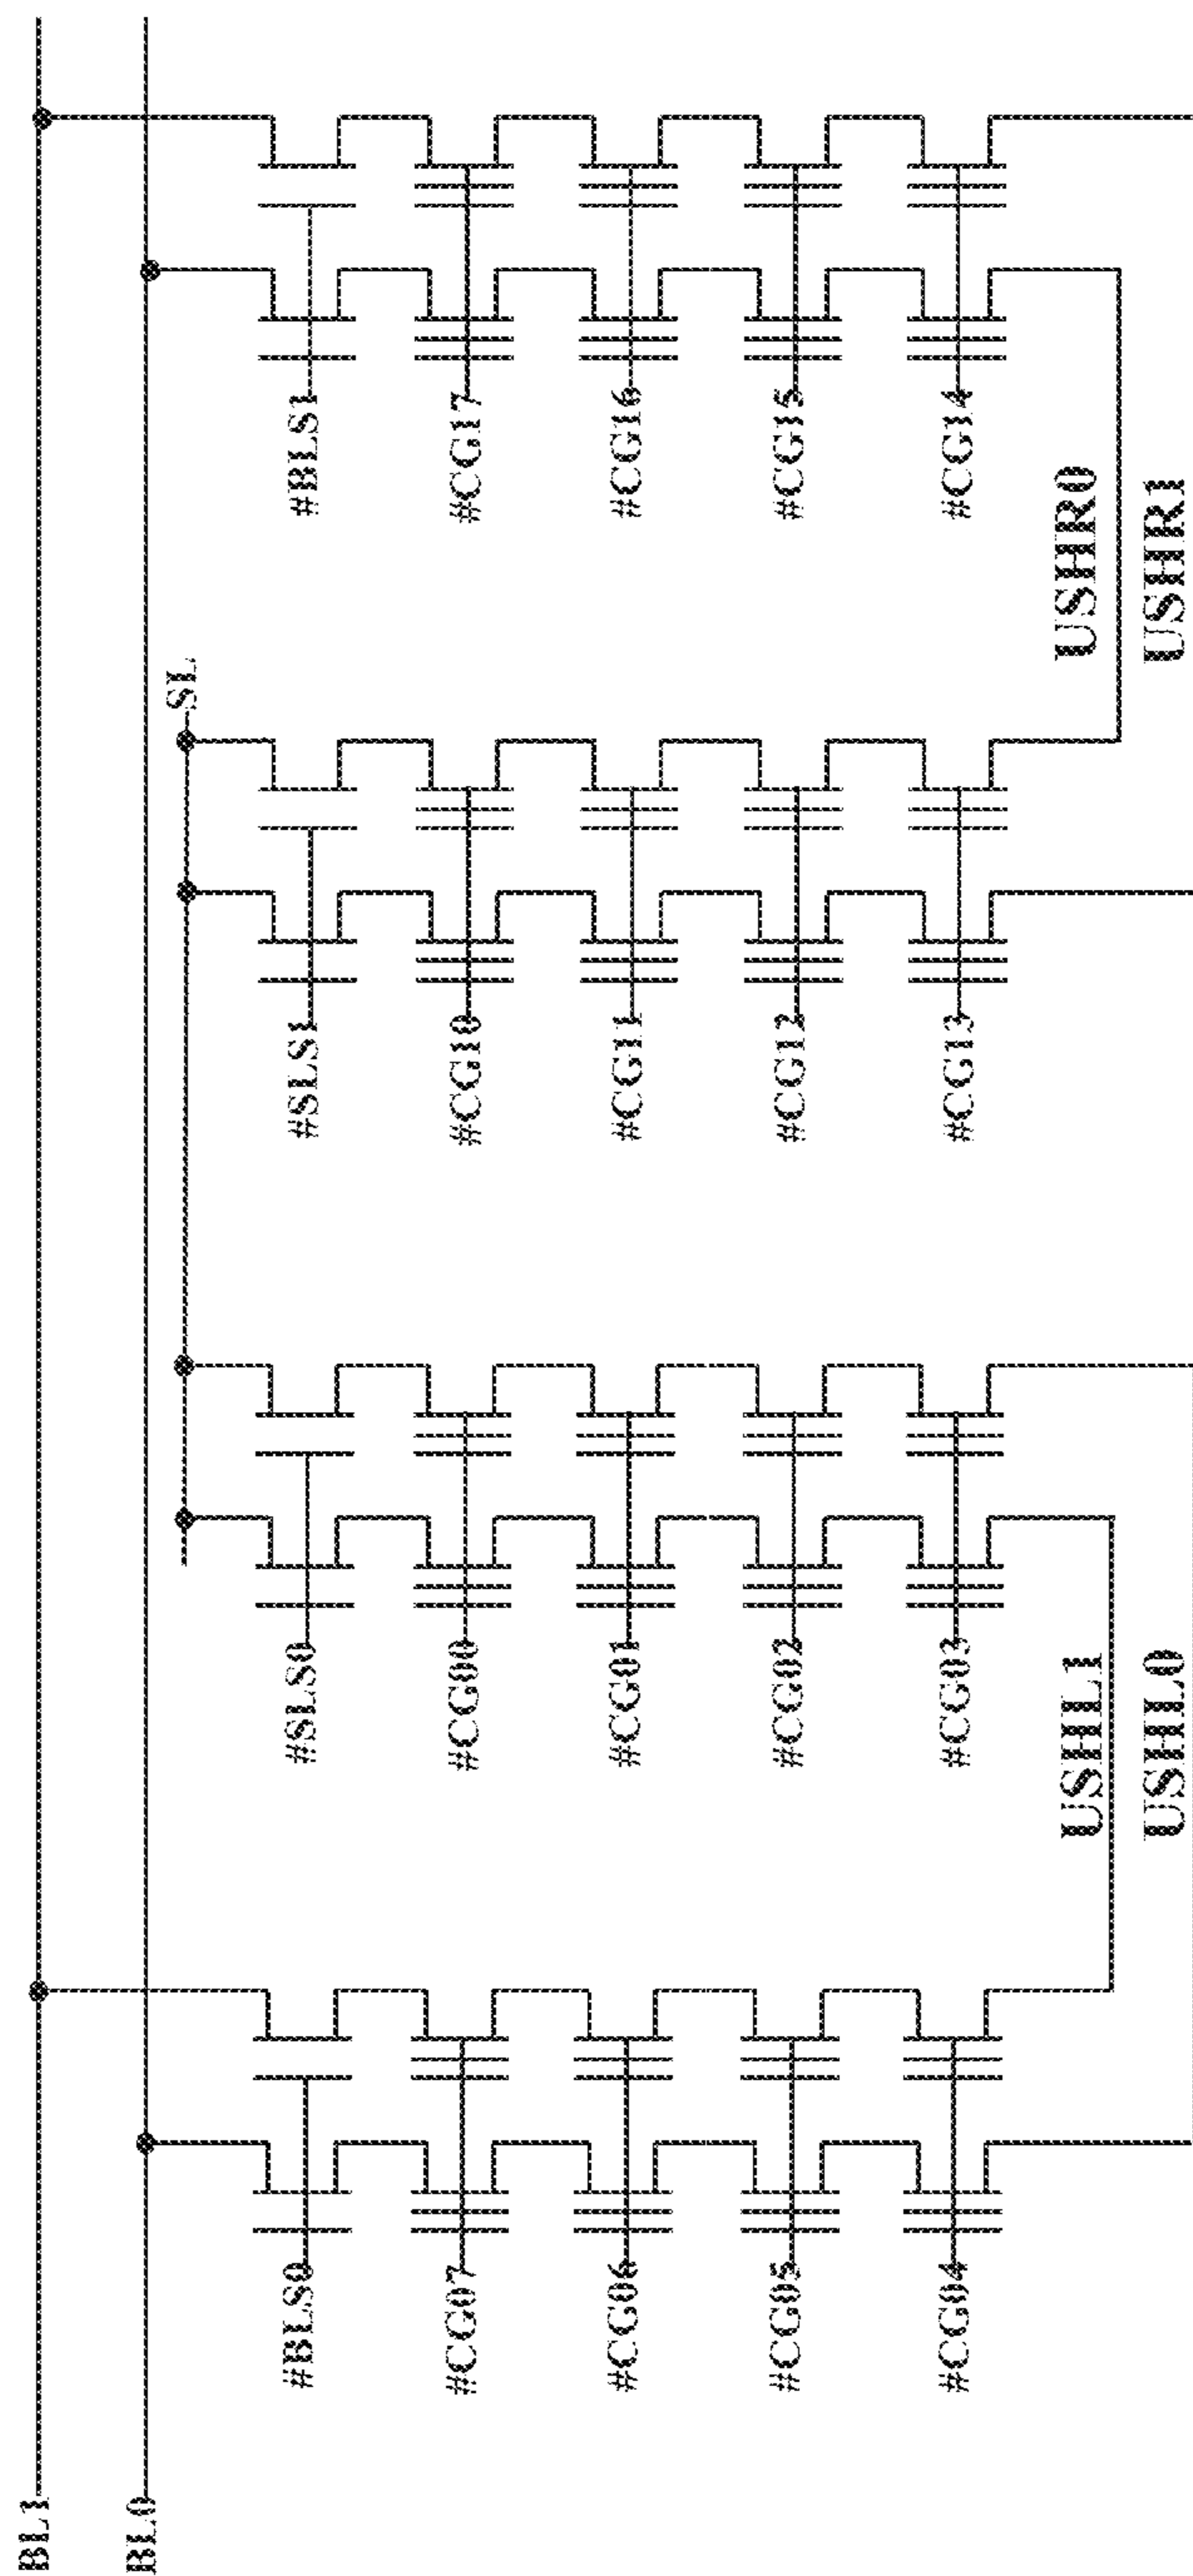 BL1
BL0
SL
#BLS0
#CG07
#CG06
#CG05
#CG04
#SLS0
#CG00
#CG01
#CG02
#CG03
#SLS1
#CG10
#CG11
#CG12
#CG13
#BLS1
#CG17
#CG16
#CG15
#CG14
USHL1
USHL0
USHR0
USHR1